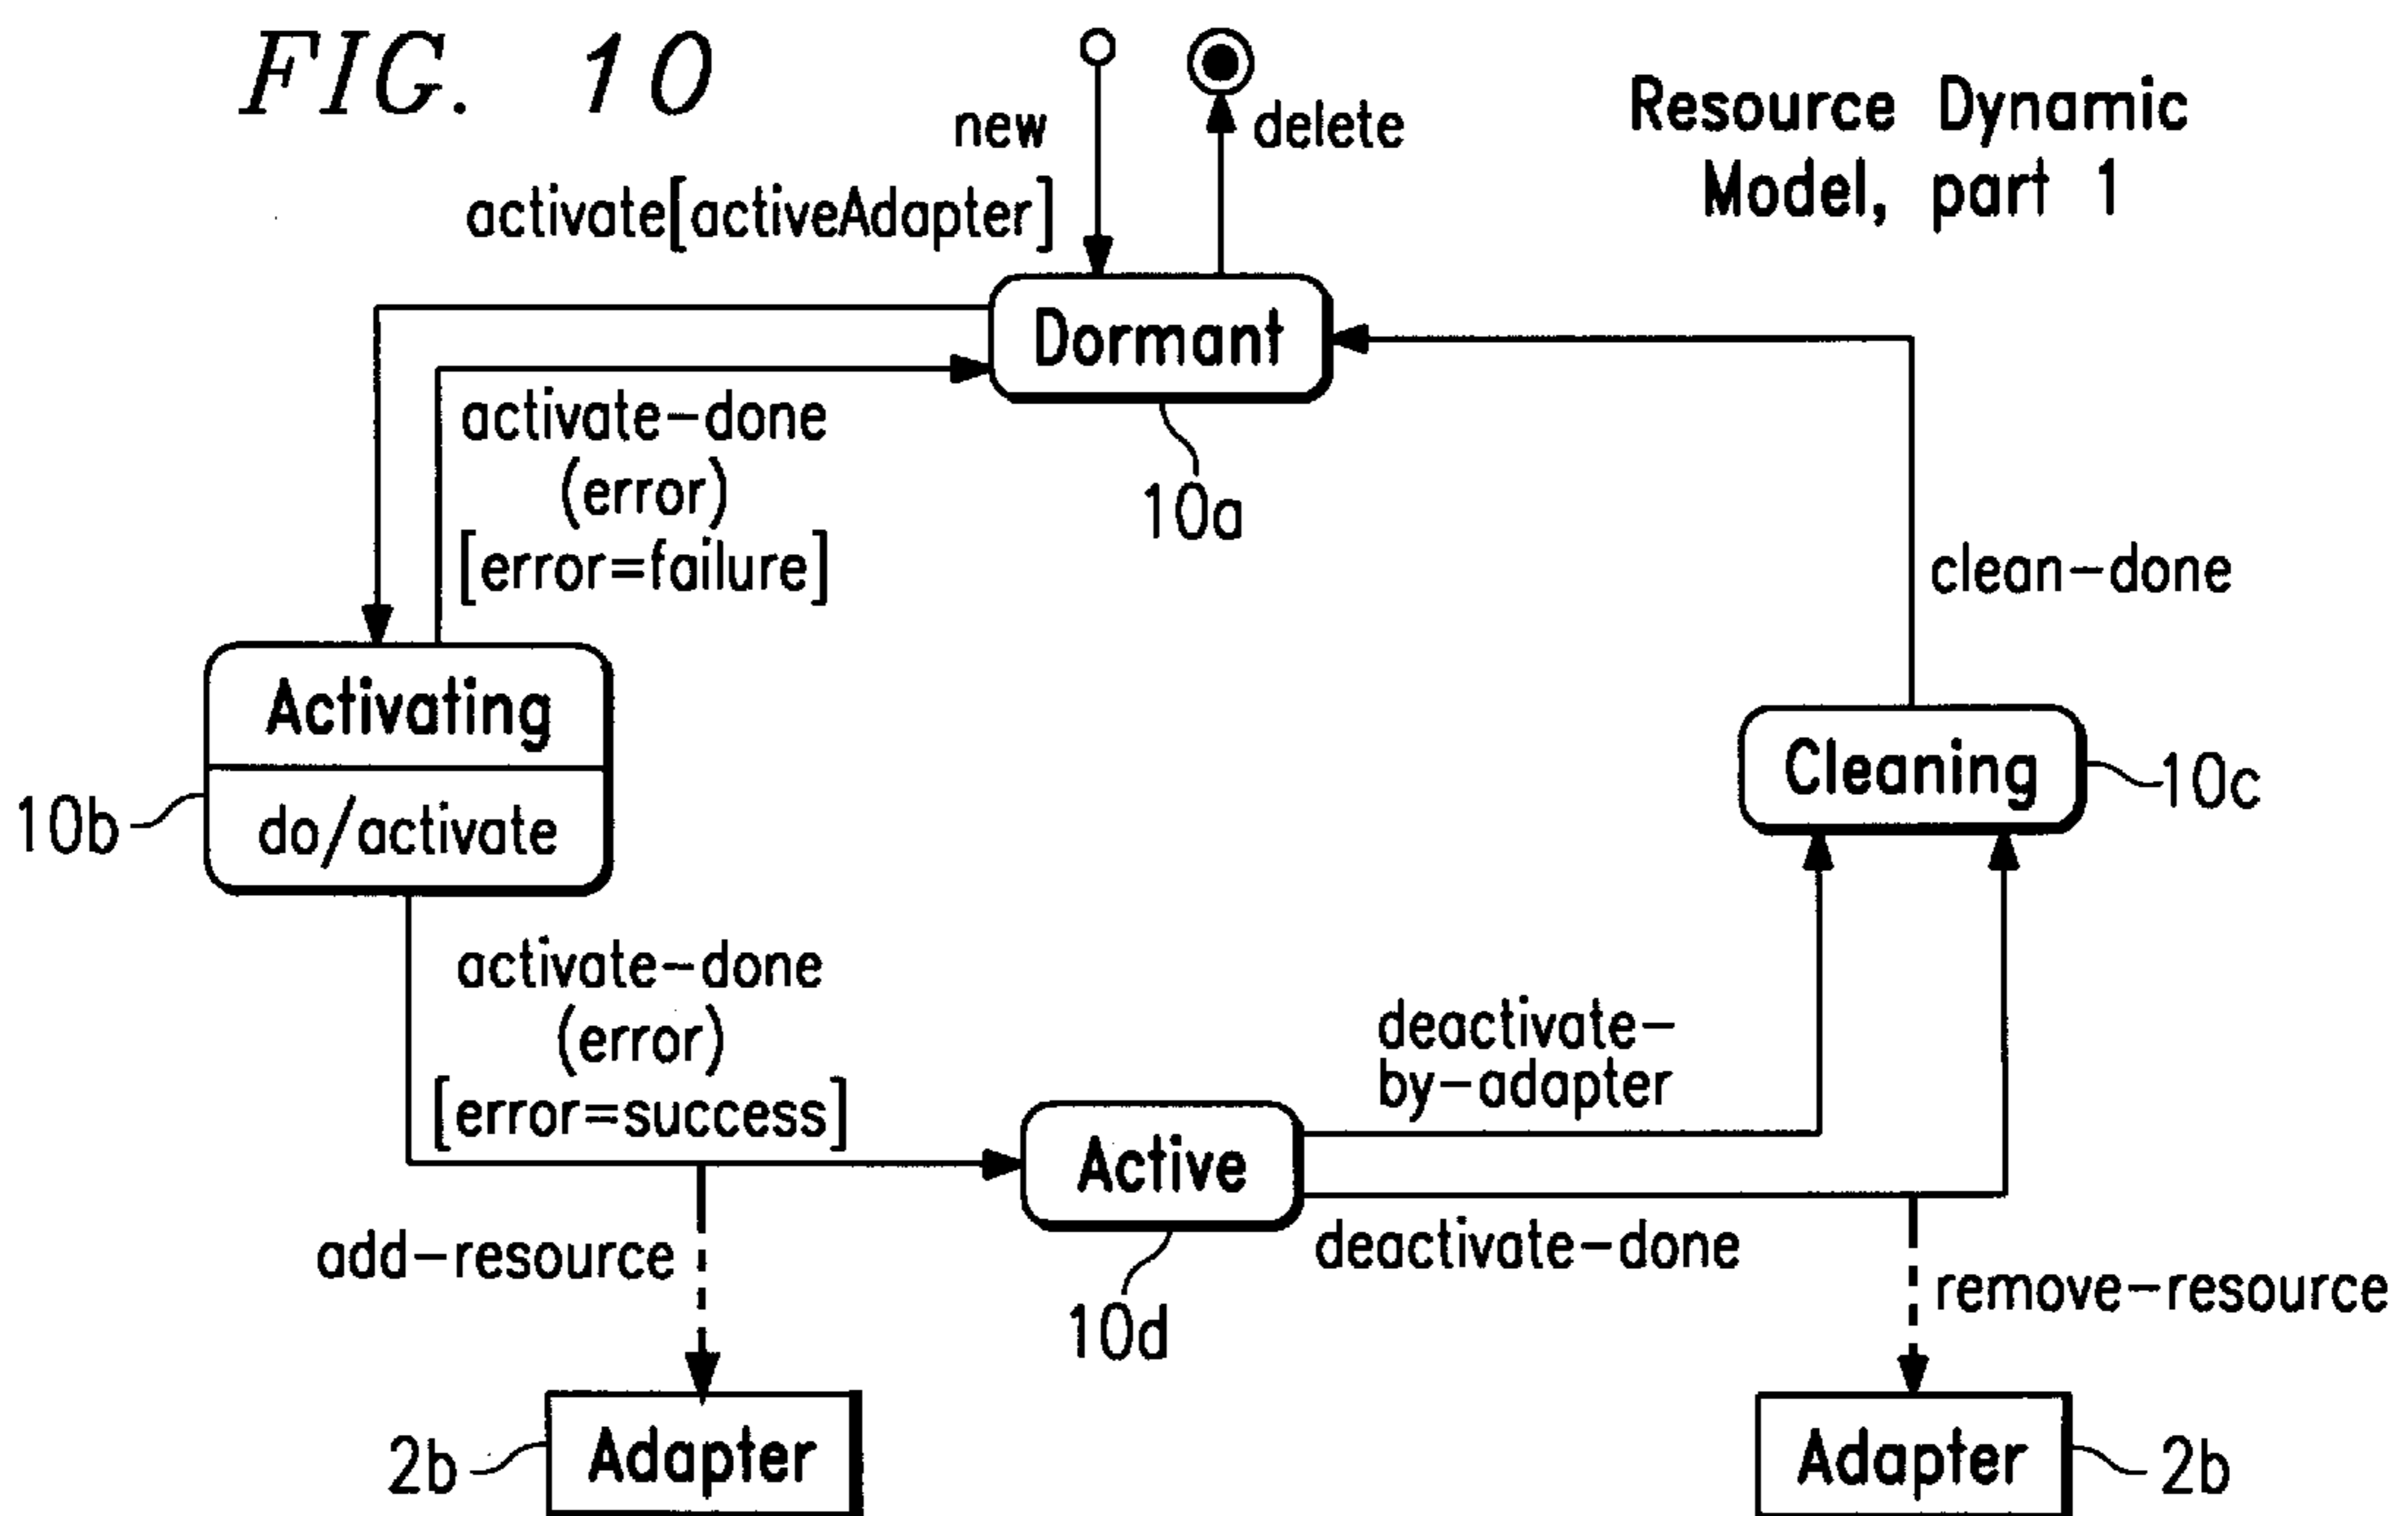 FIG. 10
Resource Dynamic
Model, part 1
new
delete
activate[activeAdapter]
Dormant
10a
activate-done
(error)
[error=failure]
clean-done
Activating
do/activate
10b
Cleaning
10c
activate-done
(error)
[error=success]
deactivate-
by-adapter
Active
10d
deactivate-done
add-resource
remove-resource
Adapter
2b
Adapter
2b